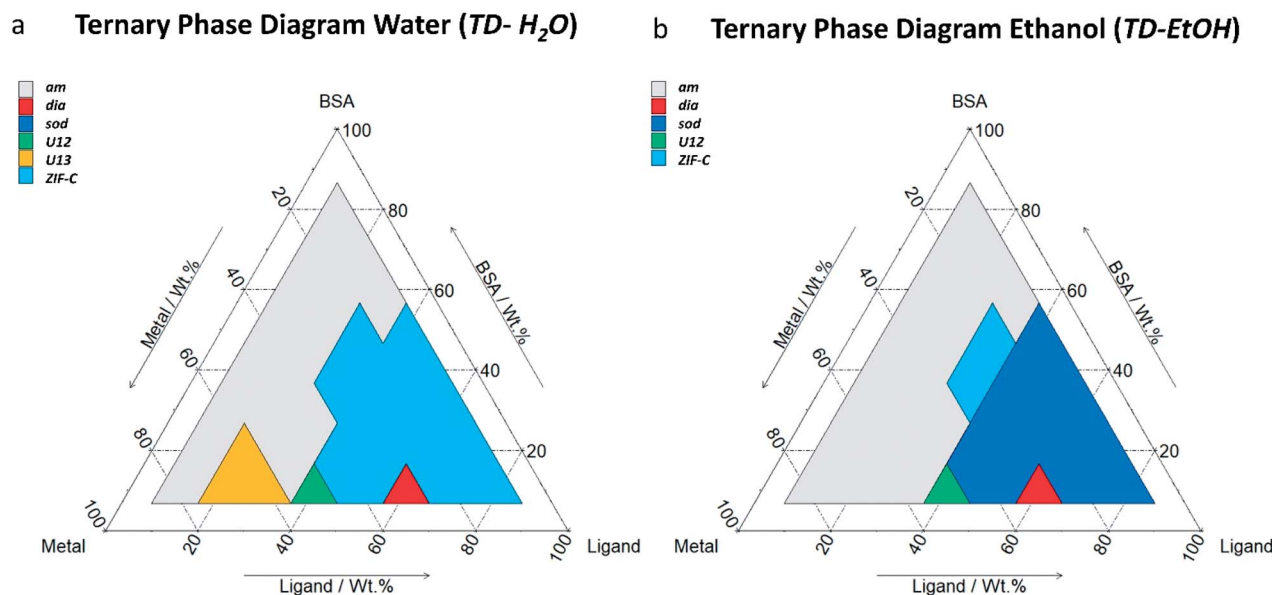 a Ternary Phase Diagram Water (TD- H₂O)
am
dia
sod
U12
U13
ZIF-C
BSA
100
80
60
40
20
20
40
60
80
100
Metal / Wt.%
BSA / Wt.%
Metal
20
40
60
80
100
Ligand
Ligand / Wt.%
b Ternary Phase Diagram Ethanol (TD-EtOH)
am
dia
sod
U12
ZIF-C
BSA
100
80
60
40
20
20
40
60
80
100
Metal / Wt.%
BSA / Wt.%
Metal
20
40
60
80
100
Ligand
Ligand / Wt.%